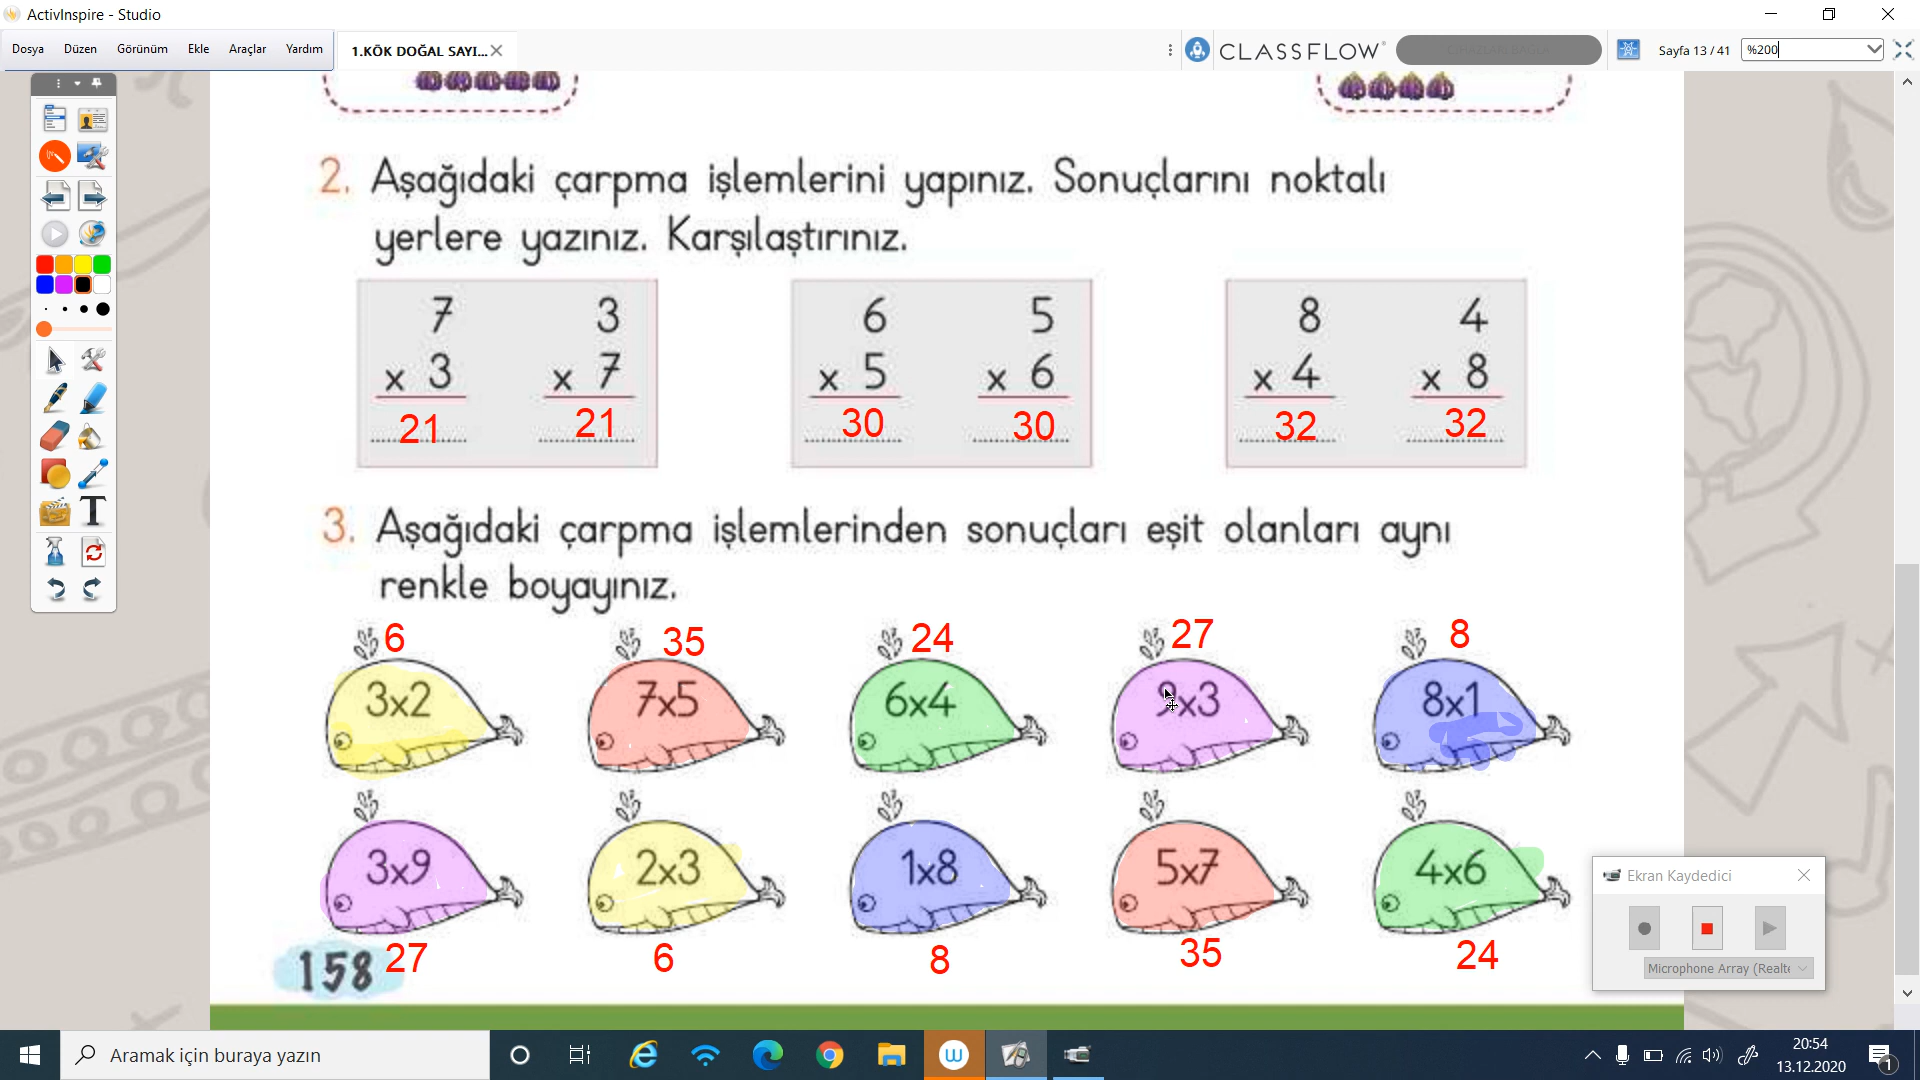 ActivInspire - Studio
Dosya Düzen Görünüm Ekle Araçlar Yardım
1.KÖK DOĞAL SAYI...
CLASSFLOW
Sayfa 13 / 41
%200
2. Aşağıdaki çarpma işlemlerini yapınız. Sonuçlarını noktalı
yerlere yazınız. Karşılaştırınız.
7 3 6 5 8 4
x 3 x 7 x 5 x 6 x 4 x 8
21 21 30 30 32 32
3. Aşağıdaki çarpma işlemlerinden sonuçları eşit olanları aynı
renkle boyayınız.
6 35 24 27 8
3x2 7x5 6x4 9x3 8x1
3x9 2x3 1x8 5x7 4x6
27 6 8 35 24
158
Ekran Kaydedici
Microphone Array (Realte
Aramak için buraya yazın
20:54
13.12.2020
1